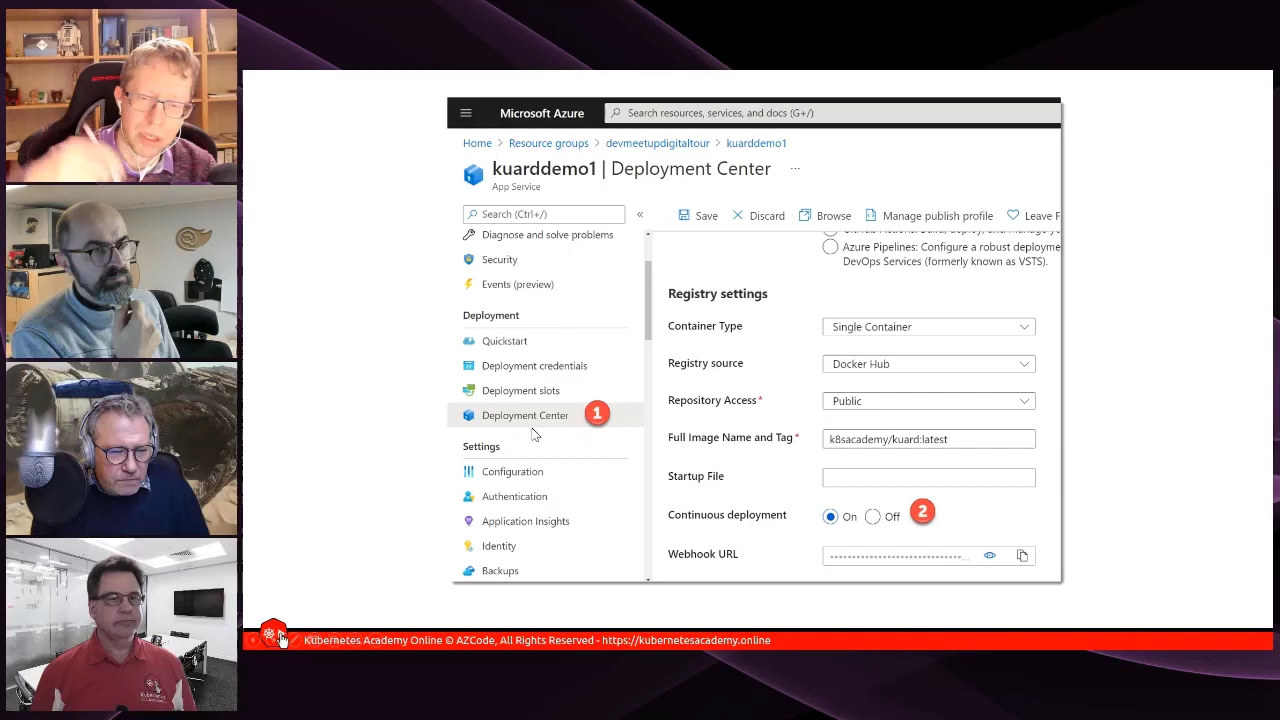 Microsoft Azure
Search resources, services, and docs (G+/)
Home > Resource groups > devmeetupdigitaltour > kuarddemo1
kuarddemo1 | Deployment Center ...
App Service
Search (Ctrl+/) «
Save Discard Browse Manage publish profile Leave F
Diagnose and solve problems
Security
Events (preview)
Deployment
Quickstart
Deployment credentials
Deployment slots
Deployment Center 1
Settings
Configuration
Authentication
Application Insights
Identity
Backups
Azure Pipelines: Configure a robust deployme
DevOps Services (formerly known as VSTS).
Registry settings
Container Type Single Container
Registry source Docker Hub
Repository Access* Public
Full Image Name and Tag* k8sacademy/kuard:latest
Startup File
Continuous deployment On Off 2
Webhook URL
Kubernetes Academy Online © AZCode, All Rights Reserved - https://kubernetesacademy.online
Kubernetes